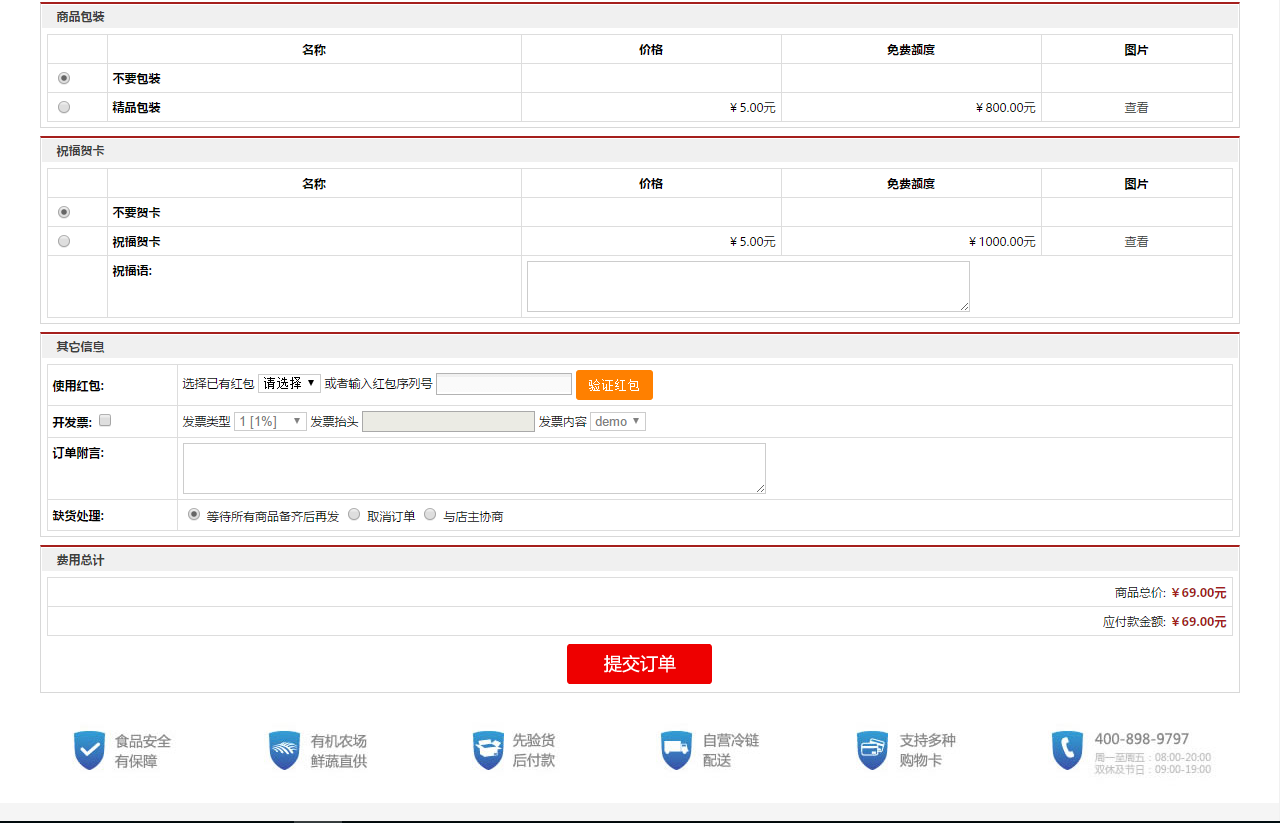 商品包装
名称 价格 免费额度 图片
不要包装
精品包装 ￥5.00元 ￥800.00元 查看
祝福贺卡
名称 价格 免费额度 图片
不要贺卡
祝福贺卡 ￥5.00元 ￥1000.00元 查看
祝福语:
其它信息
使用红包: 选择已有红包 请选择 或者输入红包序列号 验证红包
开发票: 发票类型 1 [1%] 发票抬头 发票内容 demo
订单附言:
缺货处理: 等待所有商品备齐后再发 取消订单 与店主协商
费用总计
商品总价: ￥69.00元
应付款金额: ￥69.00元
提交订单
食品安全
有保障
有机农场
鲜蔬直供
先验货
后付款
自营冷链
配送
支持多种
购物卡
400-898-9797
周一至周五：08:00-20:00
双休及节日：09:00-19:00